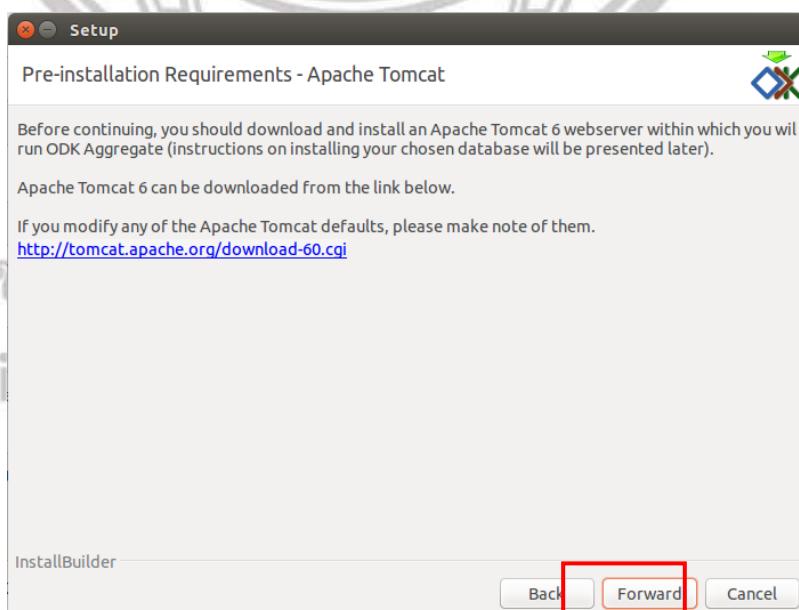 Setup
Pre-installation Requirements - Apache Tomcat
Before continuing, you should download and install an Apache Tomcat 6 webserver within which you wil
run ODK Aggregate (instructions on installing your chosen database will be presented later).
Apache Tomcat 6 can be downloaded from the link below.
If you modify any of the Apache Tomcat defaults, please make note of them.
http://tomcat.apache.org/download-60.cgi
InstallBuilder
Back Forward Cancel